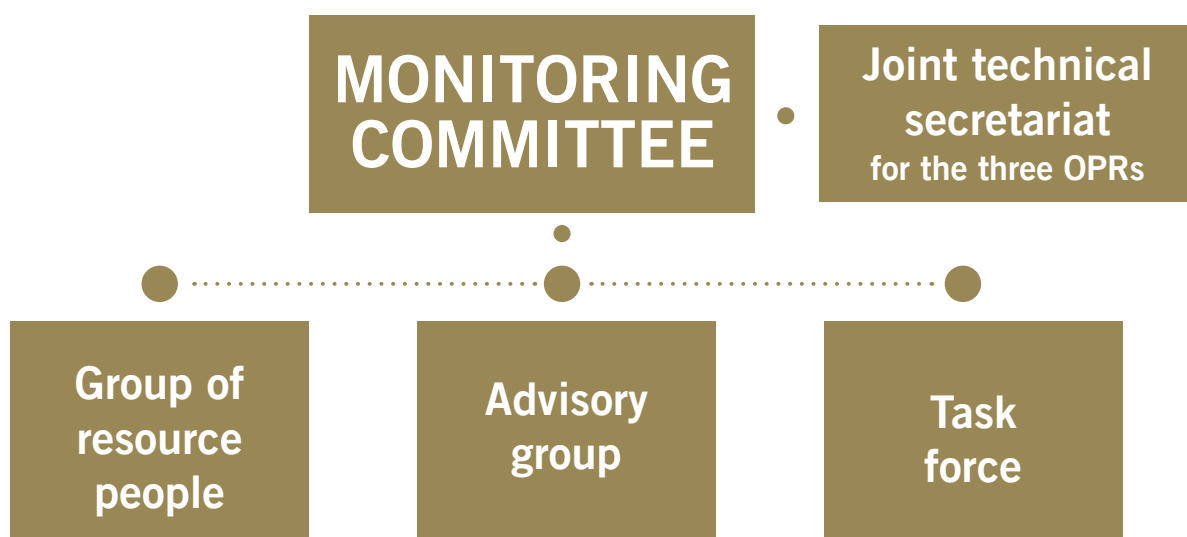 MONITORING
COMMITTEE
Joint technical
secretariat
for the three OPRs
Group of
resource
people
Advisory
group
Task
force